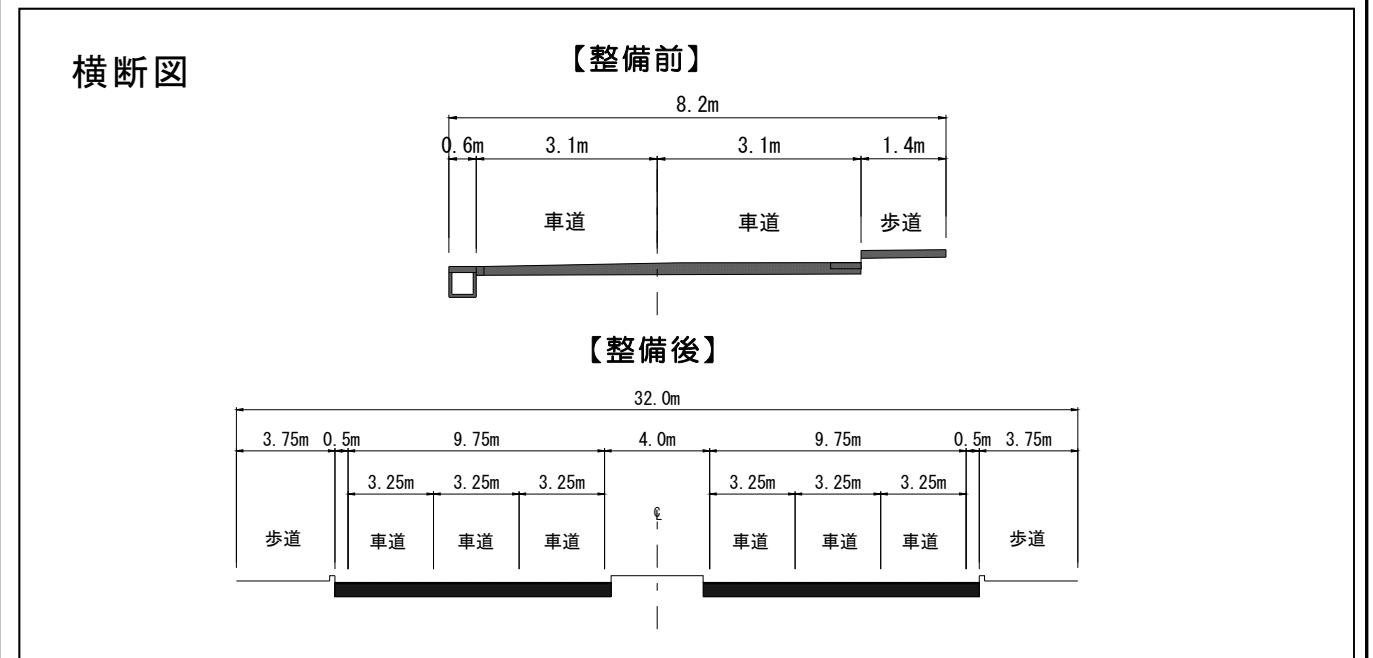 横断図
【整備前】
8.2m
0.6m 3.1m 3.1m 1.4m
車道 車道 歩道
【整備後】
32.0m
3.75m 0.5m 9.75m 4.0m 9.75m 0.5m 3.75m
3.25m 3.25m 3.25m 3.25m 3.25m 3.25m
℄
歩道 車道 車道 車道 車道 車道 車道 歩道